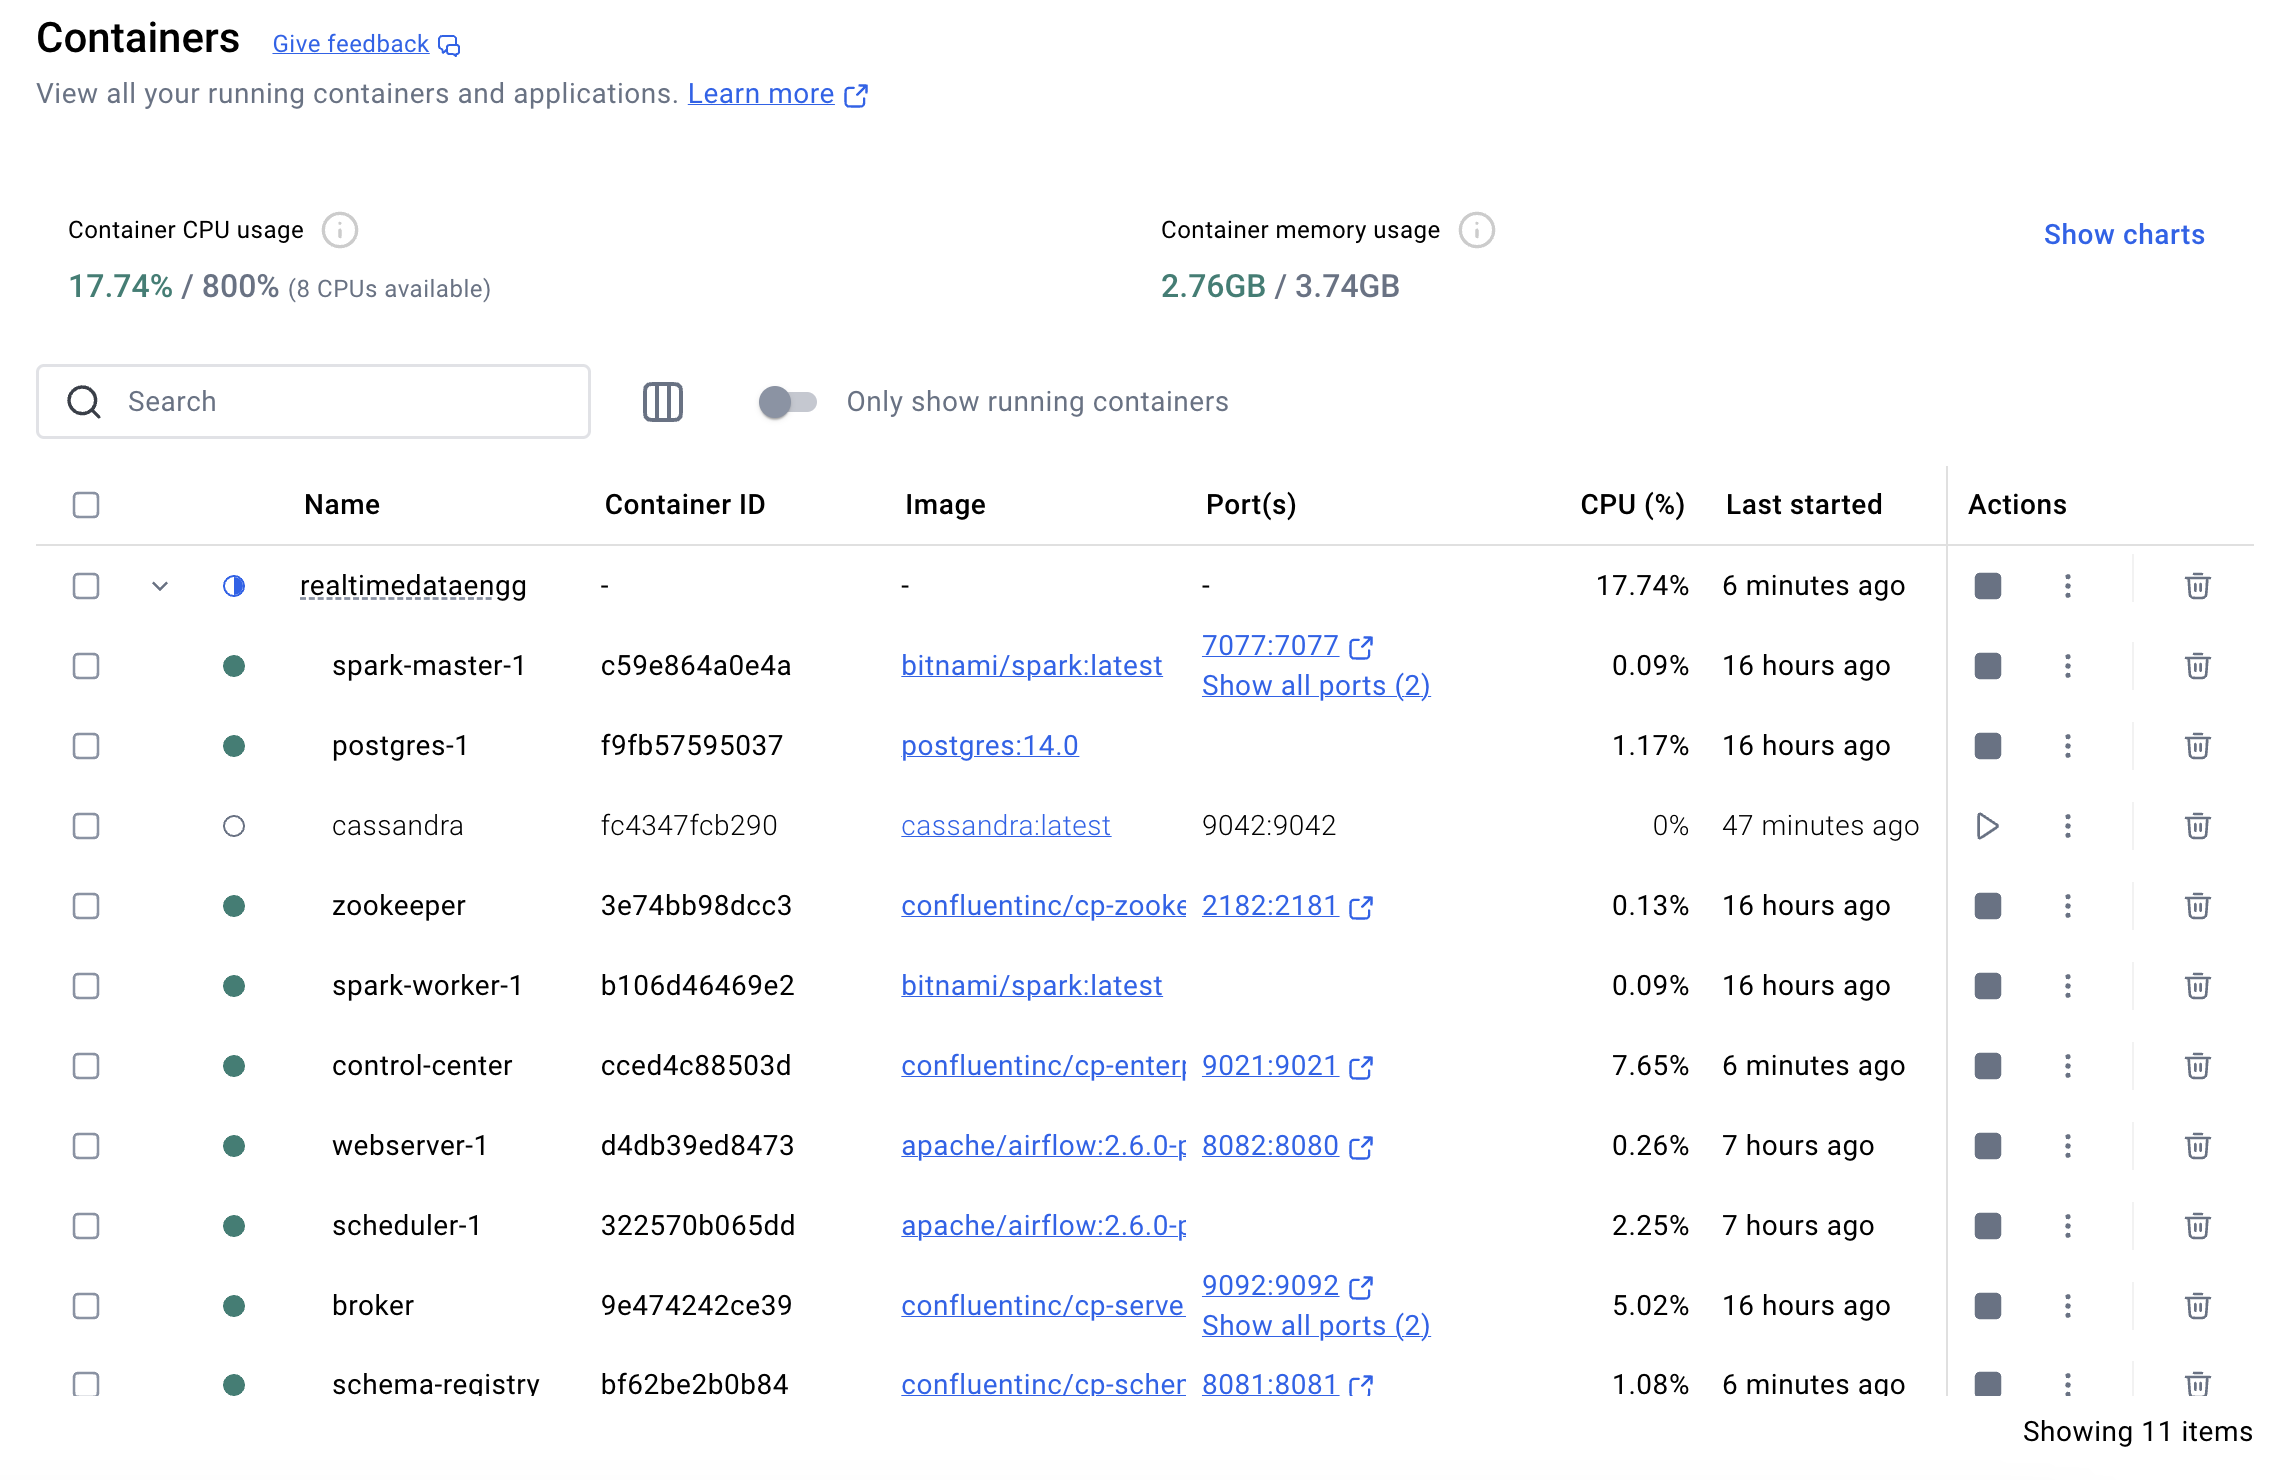 Containers Give feedback
View all your running containers and applications. Learn more
Container CPU usage
17.74% / 800% (8 CPUs available)
Container memory usage
2.76GB / 3.74GB
Show charts
Search
Only show running containers
Name Container ID Image Port(s) CPU (%) Last started Actions
realtimedataengg - - - 17.74% 6 minutes ago
spark-master-1 c59e864a0e4a bitnami/spark:latest 7077:7077 0.09% 16 hours ago
Show all ports (2)
postgres-1 f9fb57595037 postgres:14.0 1.17% 16 hours ago
cassandra fc4347fcb290 cassandra:latest 9042:9042 0% 47 minutes ago
zookeeper 3e74bb98dcc3 confluentinc/cp-zooke 2182:2181 0.13% 16 hours ago
spark-worker-1 b106d46469e2 bitnami/spark:latest 0.09% 16 hours ago
control-center cced4c88503d confluentinc/cp-enterp 9021:9021 7.65% 6 minutes ago
webserver-1 d4db39ed8473 apache/airflow:2.6.0-p 8082:8080 0.26% 7 hours ago
scheduler-1 322570b065dd apache/airflow:2.6.0-p 2.25% 7 hours ago
broker 9e474242ce39 confluentinc/cp-serve 9092:9092 5.02% 16 hours ago
Show all ports (2)
schema-registry bf62be2b0b84 confluentinc/cp-schem 8081:8081 1.08% 6 minutes ago
Showing 11 items